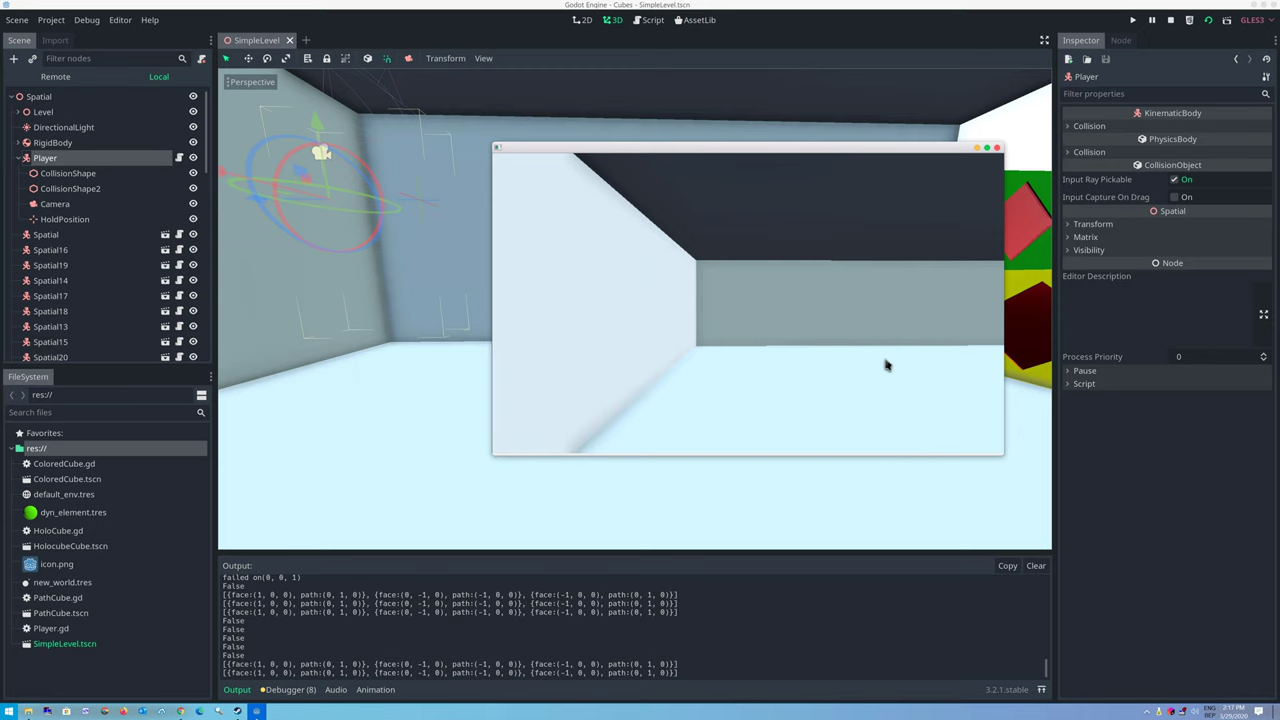 Godot Engine - Cubes - SimpleLevel.tscn
Scene Project Debug Editor Help
2D 3D Script AssetLib
GLES3
Scene Import
Filter nodes
Remote Local
Spatial
Level
DirectionalLight
RigidBody
Player
CollisionShape
CollisionShape2
Camera
HoldPosition
Spatial
Spatial16
Spatial19
Spatial14
Spatial17
Spatial18
Spatial13
Spatial15
Spatial20
FileSystem
res://
Search files
Favorites:
res://
ColoredCube.gd
ColoredCube.tscn
default_env.tres
dyn_element.tres
HoloCube.gd
HolocubeCube.tscn
icon.png
new_world.tres
PathCube.gd
PathCube.tscn
Player.gd
SimpleLevel.tscn
SimpleLevel
Transform View
Perspective
Output:
Copy Clear
failed on(0, 0, 1)
False
[{face:(1, 0, 0), path:(0, 1, 0)}, {face:(0, -1, 0), path:(-1, 0, 0)}, {face:(-1, 0, 0), path:(0, 1, 0)}]
[{face:(1, 0, 0), path:(0, 1, 0)}, {face:(0, -1, 0), path:(-1, 0, 0)}, {face:(-1, 0, 0), path:(0, 1, 0)}]
[{face:(1, 0, 0), path:(0, 1, 0)}, {face:(0, -1, 0), path:(-1, 0, 0)}, {face:(-1, 0, 0), path:(0, 1, 0)}]
False
False
False
False
False
[{face:(1, 0, 0), path:(0, 1, 0)}, {face:(0, -1, 0), path:(-1, 0, 0)}, {face:(-1, 0, 0), path:(0, 1, 0)}]
[{face:(1, 0, 0), path:(0, 1, 0)}, {face:(0, -1, 0), path:(-1, 0, 0)}, {face:(-1, 0, 0), path:(0, 1, 0)}]
Output Debugger (8) Audio Animation
3.2.1.stable
Inspector Node
Player
Filter properties
KinematicBody
Collision
PhysicsBody
Collision
CollisionObject
Input Ray Pickable On
Input Capture On Drag On
Spatial
Transform
Matrix
Visibility
Node
Editor Description
Process Priority 0
Pause
Script
ENG 2:17 PM
BEP 5/29/2020